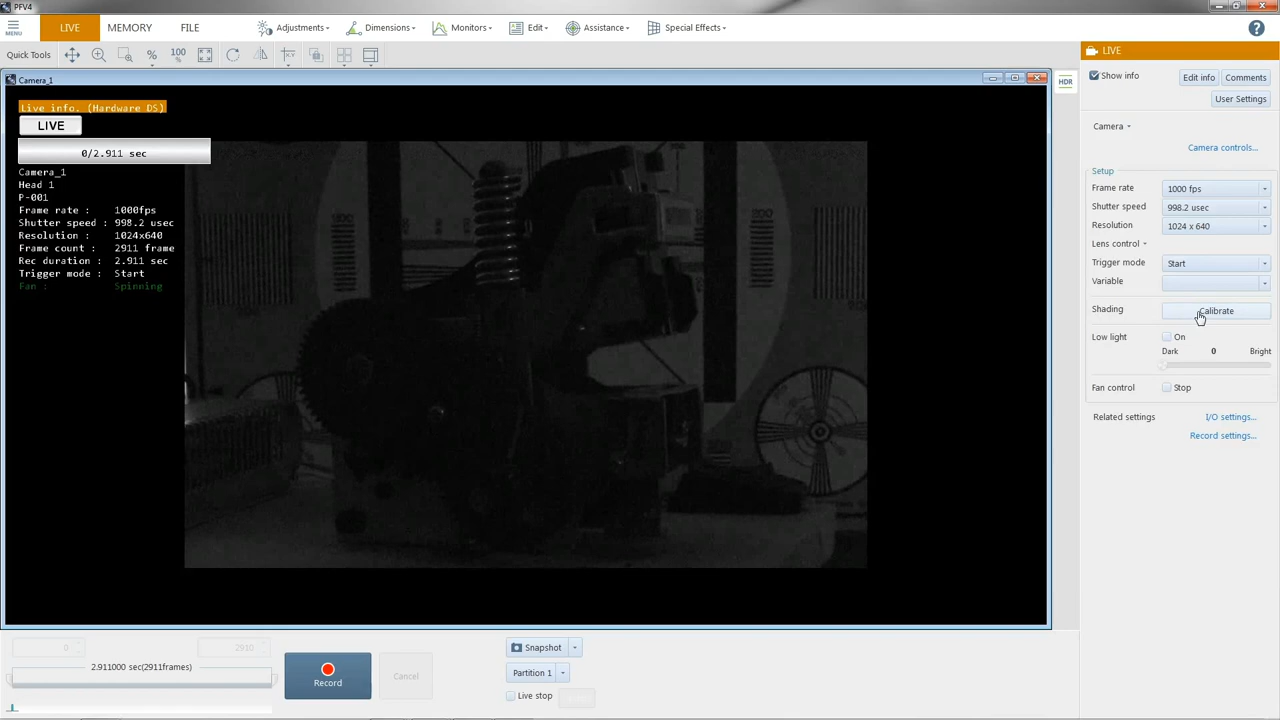 PFV4
MENU
LIVE
MEMORY
FILE
Adjustments
Dimensions
Monitors
Edit
Assistance
Special Effects
Quick Tools
%
100
%
Camera_1
HDR
Live info. (Hardware DS)
LIVE
0/2.911 sec
Camera_1
Head 1
P-001
Frame rate : 1000fps
Shutter speed : 998.2 usec
Resolution : 1024x640
Frame count : 2911 frame
Rec duration : 2.911 sec
Trigger mode : Start
Fan : Spinning
0
2910
2.911000 sec(2911frames)
Record
Cancel
Snapshot
Partition 1
Live stop
LIVE
Show info
Edit info
Comments
User Settings
Camera
Camera controls...
Setup
Frame rate 1000 fps
Shutter speed 998.2 usec
Resolution 1024 x 640
Lens control
Trigger mode Start
Variable
Shading Calibrate
Low light On
Dark 0 Bright
Fan control Stop
Related settings I/O settings...
Record settings...